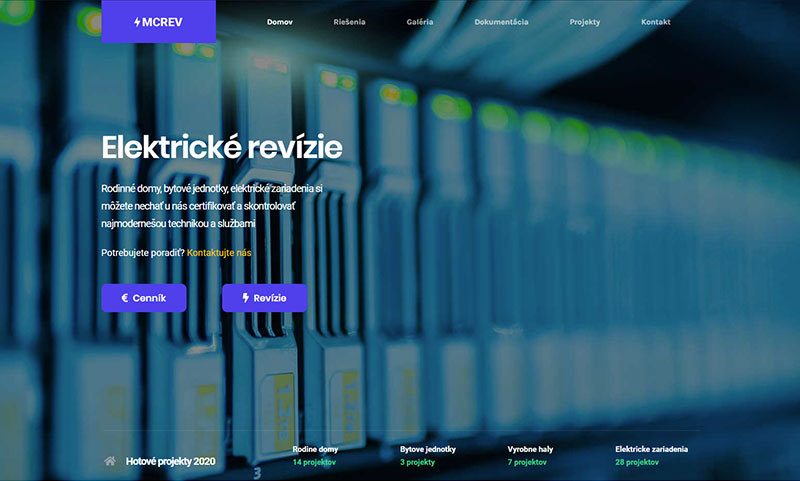 MCREV
Domov Riešenia Galéria Dokumentácia Projekty Kontakt
Elektrické revízie
Rodinné domy, bytové jednotky, elektrické zariadenia si
môžete nechať u nás certifikovať a skontrolovať
najmodernešou technikou a službami
Potrebujete poradiť? Kontaktujte nás
€ Cenník
Revízie
Hotové projekty 2020
Rodine domy
14 projektov
Bytove jednotky
3 projekty
Vyrobne haly
7 projektov
Elektricke zariadenia
28 projektov
3